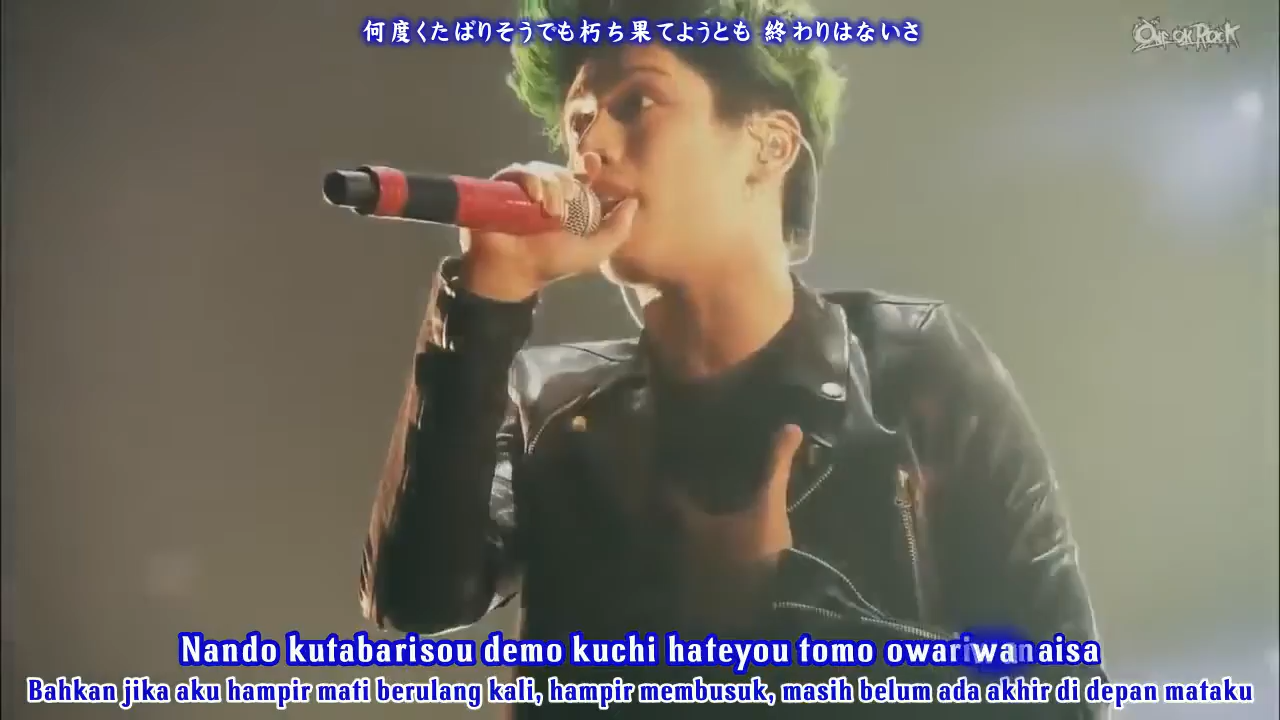 何度くたばりそうでも朽ち果てようとも 終わりはないさ
ONE OK ROCK
Nando kutabarisou demo kuchi hateyou tomo owari wa naisa
Bahkan jika aku hampir mati berulang kali, hampir membusuk, masih belum ada akhir di depan mataku